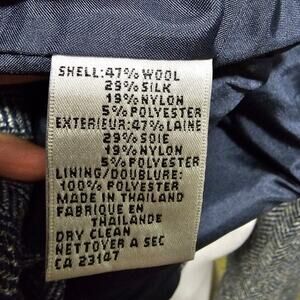 SHELL:47%WOOL
29%SILK
19%NYLON
5%POLYESTER
EXTERIEUR:47%LAINE
29%SOIE
19%NYLON
5%POLYESTER
LINING/DOUBLURE:
100%POLYESTER
MADE IN THAILAND
FABRIQUE EN
THAILANDE
DRY CLEAN
NETTOVER A SEC
CA 23147